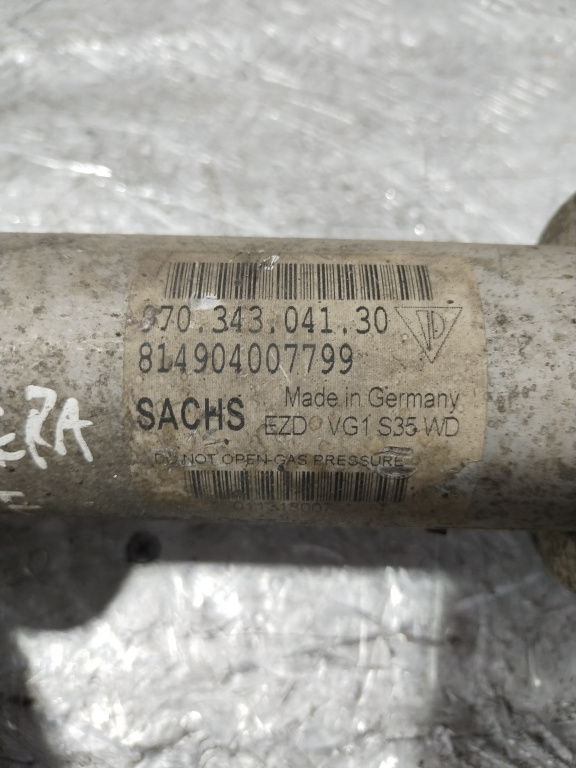 970.343.041.30
814904007799
SACHS
Made in Germany
EZD VG1 S35 WD
DO NOT OPEN-GAS PRESSURE